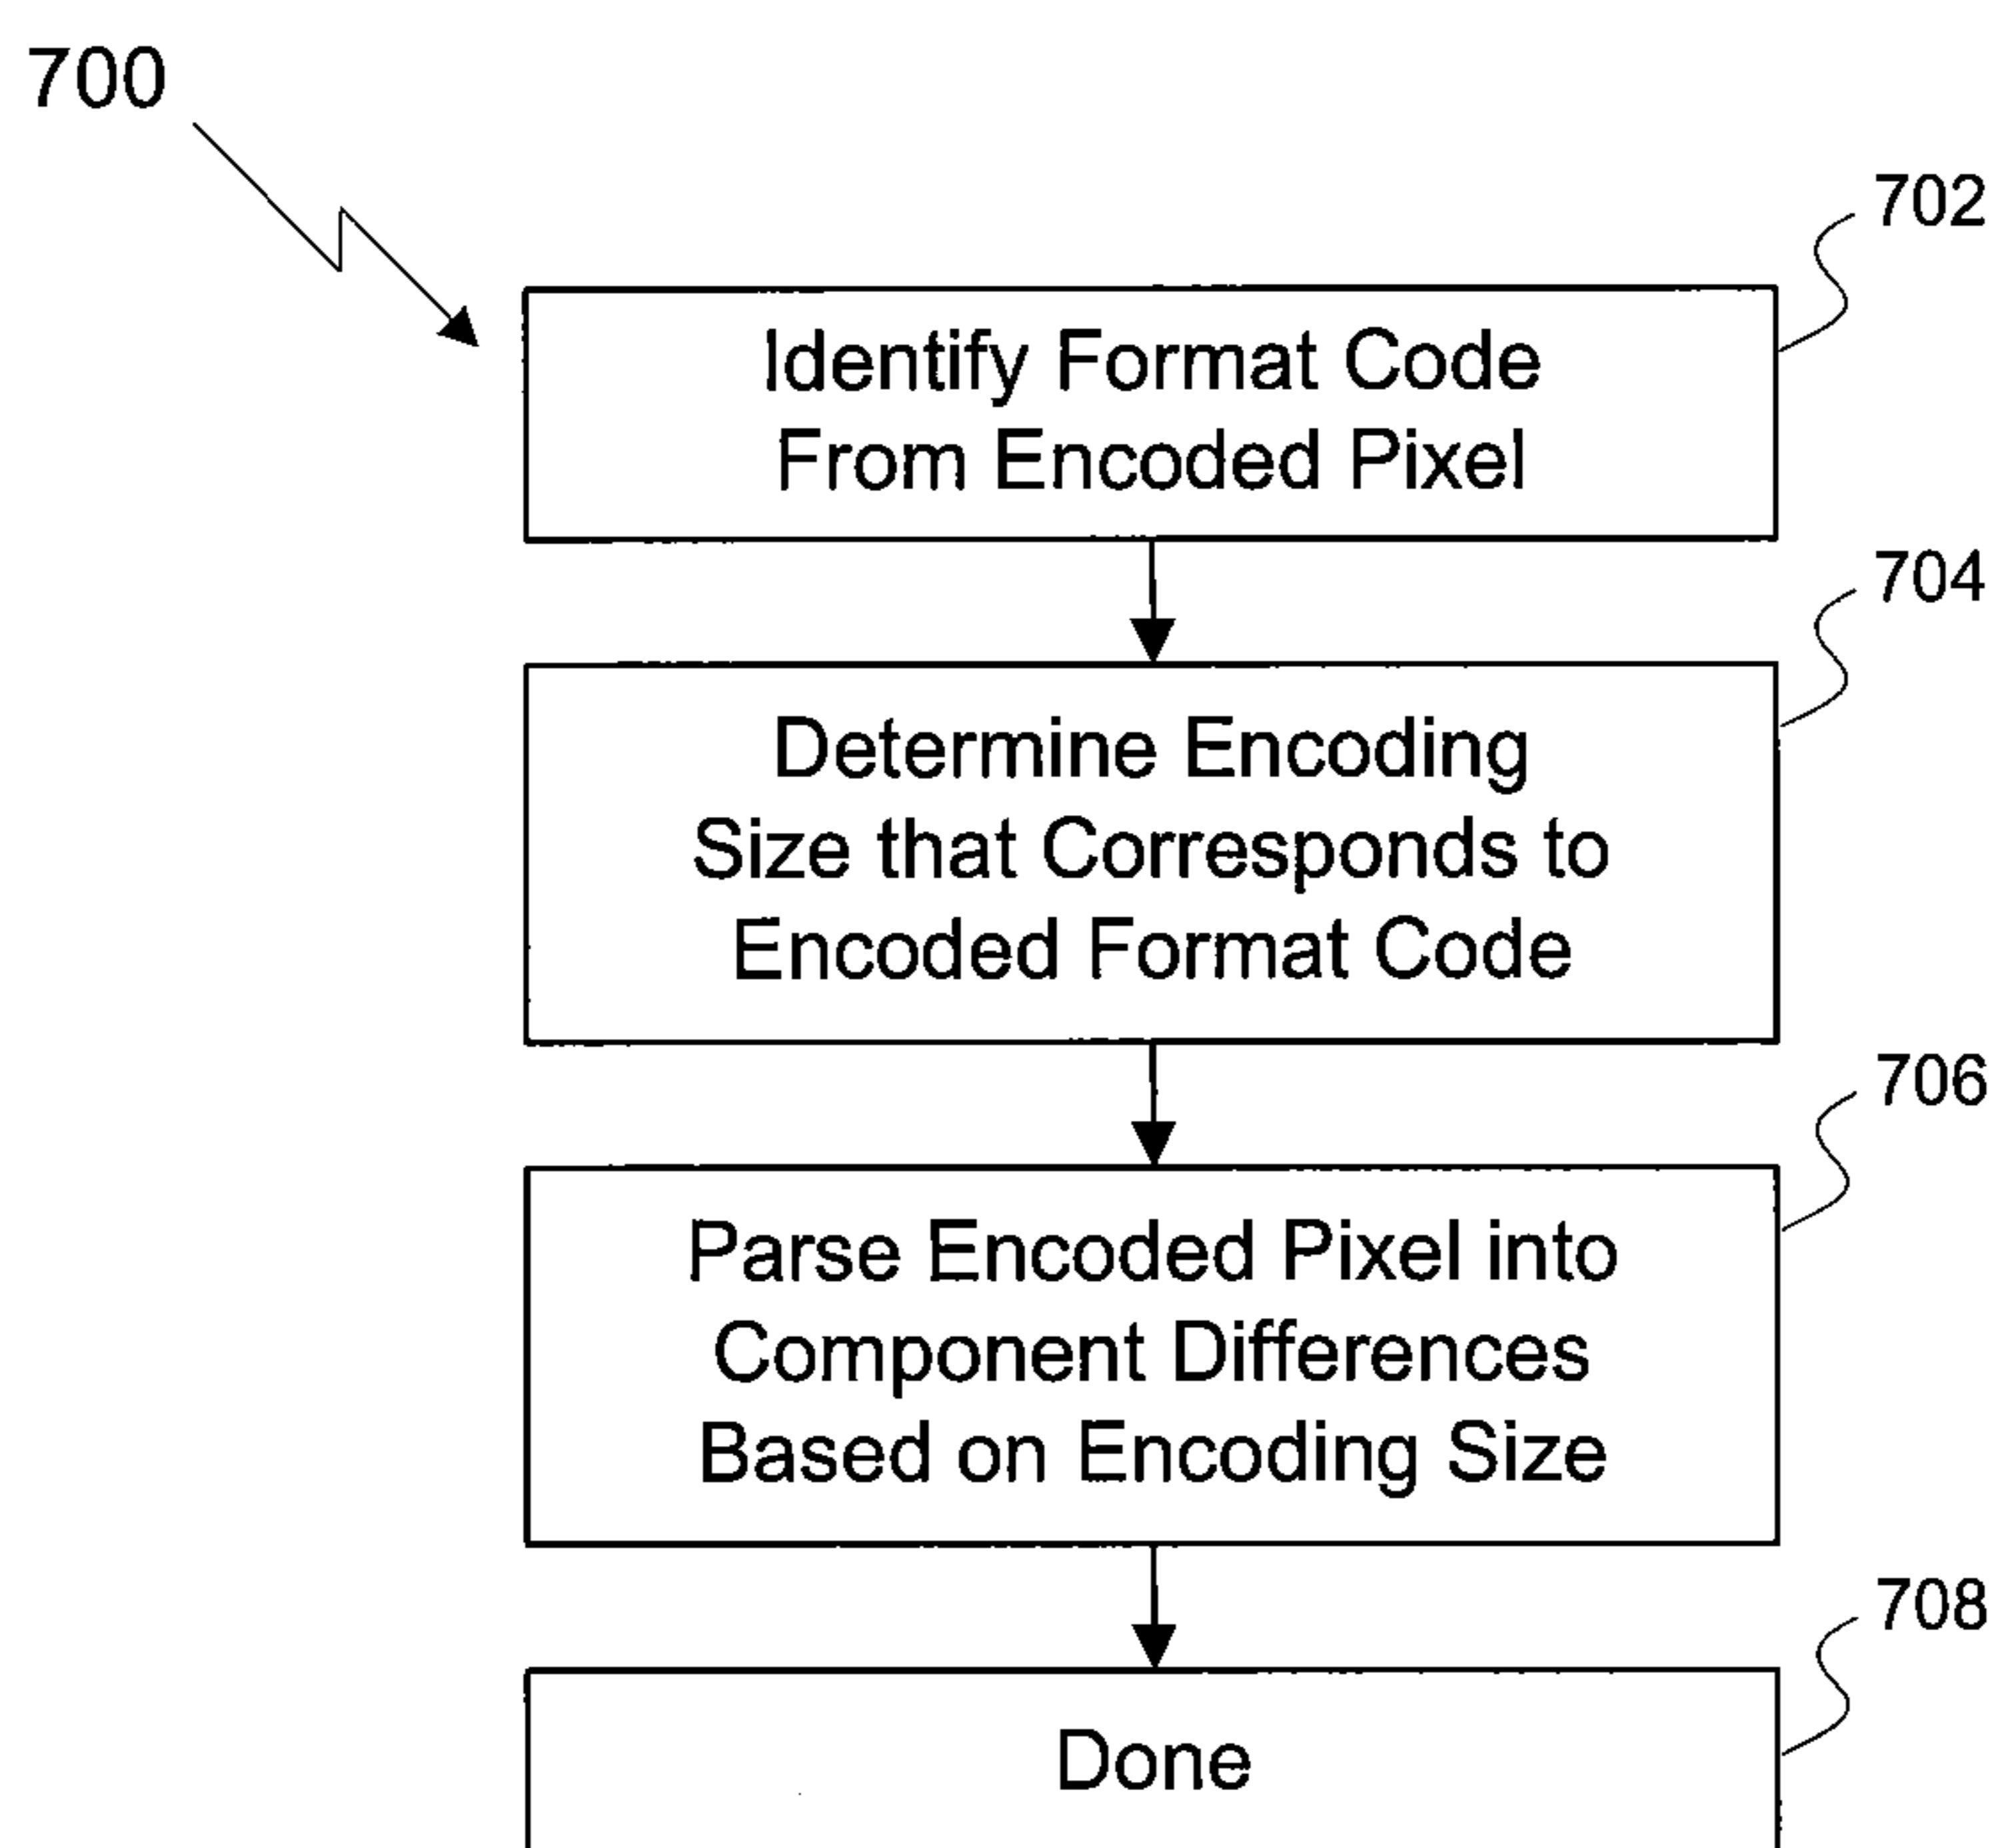 700
702
Identify Format Code
From Encoded Pixel
704
Determine Encoding
Size that Corresponds to
Encoded Format Code
706
Parse Encoded Pixel into
Component Differences
Based on Encoding Size
708
Done